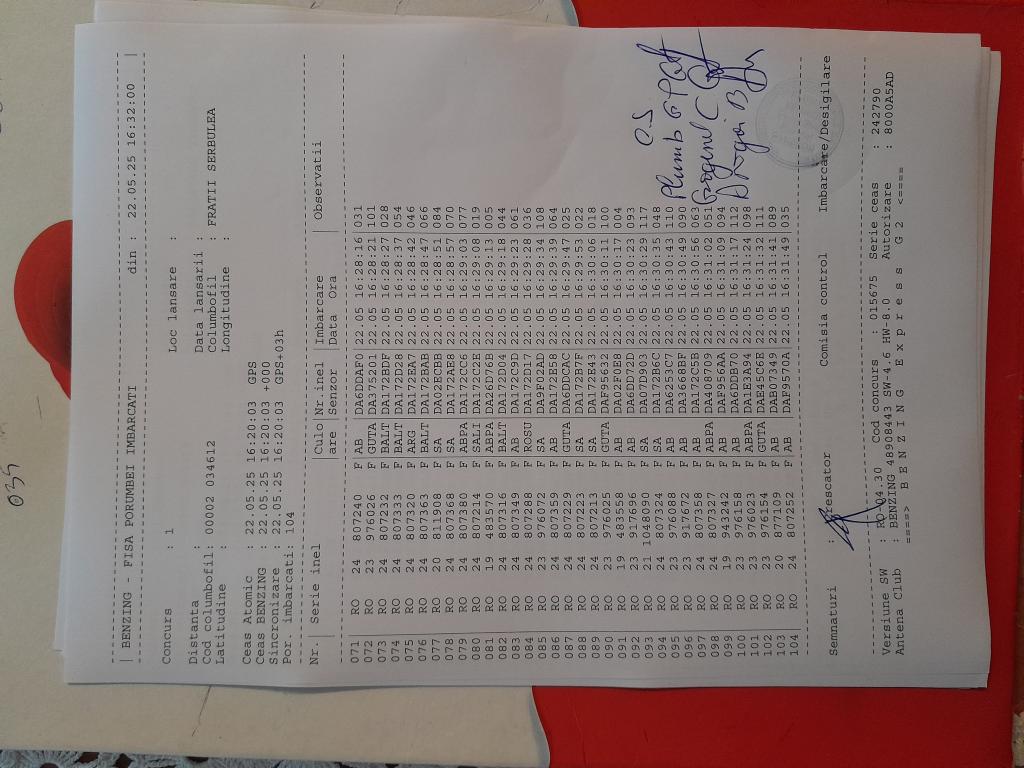 | BENZING - FISA PORUMBEI IMBARCATI din : 22.05.25 16:32:00 |
Concurs : 1 Loc lansare :
Distanta : Data lansarii :
Cod columbofil: 00002 034612 Columbofil : FRATII SERBULEA
Latitudine : Longitudine :
Ceas Atomic : 22.05.25 16:20:03 GPS
Ceas BENZING : 22.05.25 16:20:03 +000
Sincronizare : 22.05.25 16:20:03 GPS+03h
Por. imbarcati: 104
Nr.| Serie inel |Culo|Nr.inel |Imbarcare |Observatii
| |are |Senzor |Data Ora |
071 RO 24 807240 F AB DA6DDAF0 22.05 16:28:16 031
072 RO 23 976026 F GUTA DA375201 22.05 16:28:21 101
073 RO 24 807232 F BALT DA172BDF 22.05 16:28:27 028
074 RO 24 807333 F BALT DA172D28 22.05 16:28:37 054
075 RO 24 807320 F ARG DA172EA7 22.05 16:28:42 046
076 RO 24 807363 F BALT DA172BAB 22.05 16:28:47 066
077 RO 20 811908 F SA DA02ECBB 22.05 16:28:51 084
078 RO 24 807368 F SA DA172AE8 22.05 16:28:57 070
079 RO 24 807380 F ABPA DA172CC6 22.05 16:29:03 077
080 RO 24 807214 F SALI DA172C2E 22.05 16:29:08 019
081 RO 19 483570 F ABPA DA26D76B 22.05 16:29:13 005
082 RO 24 807316 F BALT DA172D04 22.05 16:29:18 044
083 RO 24 807349 F AB DA172C9D 22.05 16:29:23 061
084 RO 24 807288 F ROSU DA172D17 22.05 16:29:28 036
085 RO 23 976072 F SA DA9F02AD 22.05 16:29:34 108
086 RO 24 807359 F AB DA172E58 22.05 16:29:39 064
087 RO 24 807229 F GUTA DA6DDCAC 22.05 16:29:47 025
088 RO 24 807223 F SA DA172B7F 22.05 16:29:53 022
089 RO 24 807213 F SA DA172E43 22.05 16:30:06 018
090 RO 23 976025 F GUTA DAF95632 22.05 16:30:11 100
091 RO 19 483558 F AB DA02F0EB 22.05 16:30:17 004
092 RO 23 917696 F AB DA6DD72D 22.05 16:30:23 093
093 RO 21 1048090 F SA DA07D903 22.05 16:30:29 117
094 RO 24 807324 F SA DA172B6C 22.05 16:30:35 048
095 RO 23 976088 F AB DA6253C7 22.05 16:30:43 110
096 RO 23 917672 F AB DA3668BF 22.05 16:30:49 090
097 RO 24 807358 F AB DA172C5B 22.05 16:30:56 063
098 RO 24 807327 F ABPA DA408709 22.05 16:31:02 051
099 RO 19 943242 F AB DAF956AA 22.05 16:31:09 094
100 RO 23 976158 F AB DA6DDB70 22.05 16:31:17 112
101 RO 23 976023 F ABPA DA1E3A94 22.05 16:31:24 098
102 RO 23 976154 F GUTA DAE45C5E 22.05 16:31:32 111
103 RO 20 877109 F AB DAB07349 22.05 16:31:41 089
104 RO 24 807252 F AB DAF9570A 22.05 16:31:49 035
O.S
Plumb G
Dragoi B
Semnaturi : Crescator Comisia control Imbarcare/Desigilare
Versiune SW : RO-04.30 Cod concurs : 015675 Serie ceas : 242790
Antena Club : BENZING 48908443 SW-4.6 HW-8.0 Autorizare : 8000A5AD
====> B E N Z I N G E x p r e s s G 2 <====
035